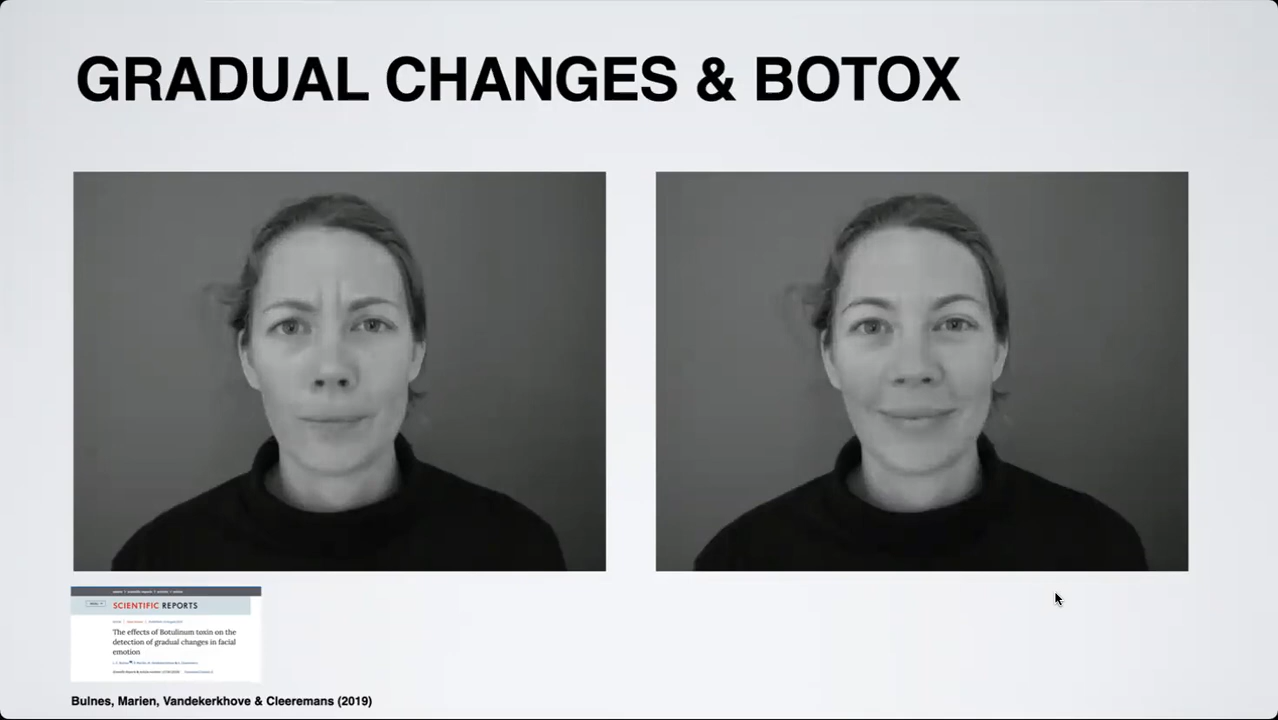 GRADUAL CHANGES & BOTOX
SCIENTIFIC REPORTS
The effects of Botulinum toxin on the
detection of gradual changes in facial
emotion
Bulnes, Marien, Vandekerkhove & Cleeremans (2019)